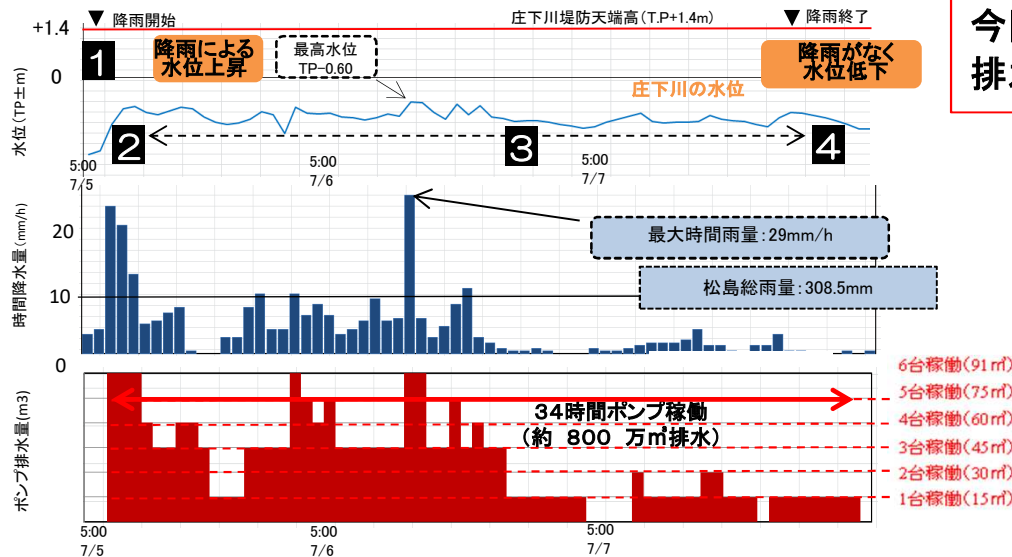 ▼ 降雨開始
庄下川堤防天端高(T.P+1.4m)
▼ 降雨終了
+1.4
今
排
1
降雨による
水位上昇
最高水位
TP-0.60
降雨がなく
水位低下
0
庄下川の水位
水位(TP±m)
2
3
4
5:00
7/5
5:00
7/6
5:00
7/7
時間降水量(mm/h)
20
最大時間雨量:29mm/h
10
松島総雨量:308.5mm
0
ポンプ排水量(m3)
34時間ポンプ稼働
(約 800 万㎥排水)
6台稼働(91㎥)
5台稼働(75㎥)
4台稼働(60㎥)
3台稼働(45㎥)
2台稼働(30㎥)
1台稼働(15㎥)
5:00
7/5
5:00
7/6
5:00
7/7